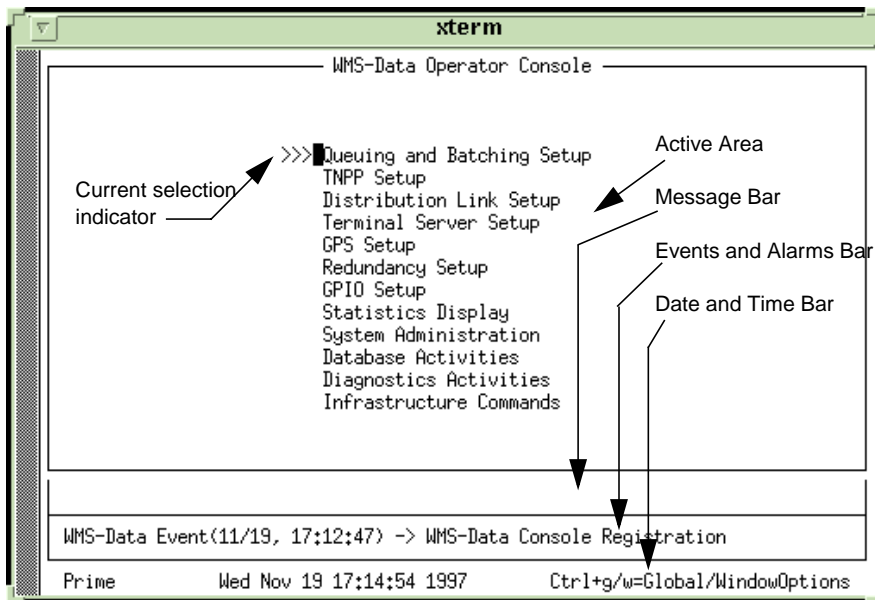 xterm
WMS-Data Operator Console
>>> Queuing and Batching Setup
TNPP Setup
Distribution Link Setup
Terminal Server Setup
GPS Setup
Redundancy Setup
GPIO Setup
Statistics Display
System Administration
Database Activities
Diagnostics Activities
Infrastructure Commands
Current selection
indicator
Active Area
Message Bar
Events and Alarms Bar
Date and Time Bar
WMS-Data Event(11/19, 17:12:47) -> WMS-Data Console Registration
Prime Wed Nov 19 17:14:54 1997 Ctrl+g/w=Global/WindowOptions